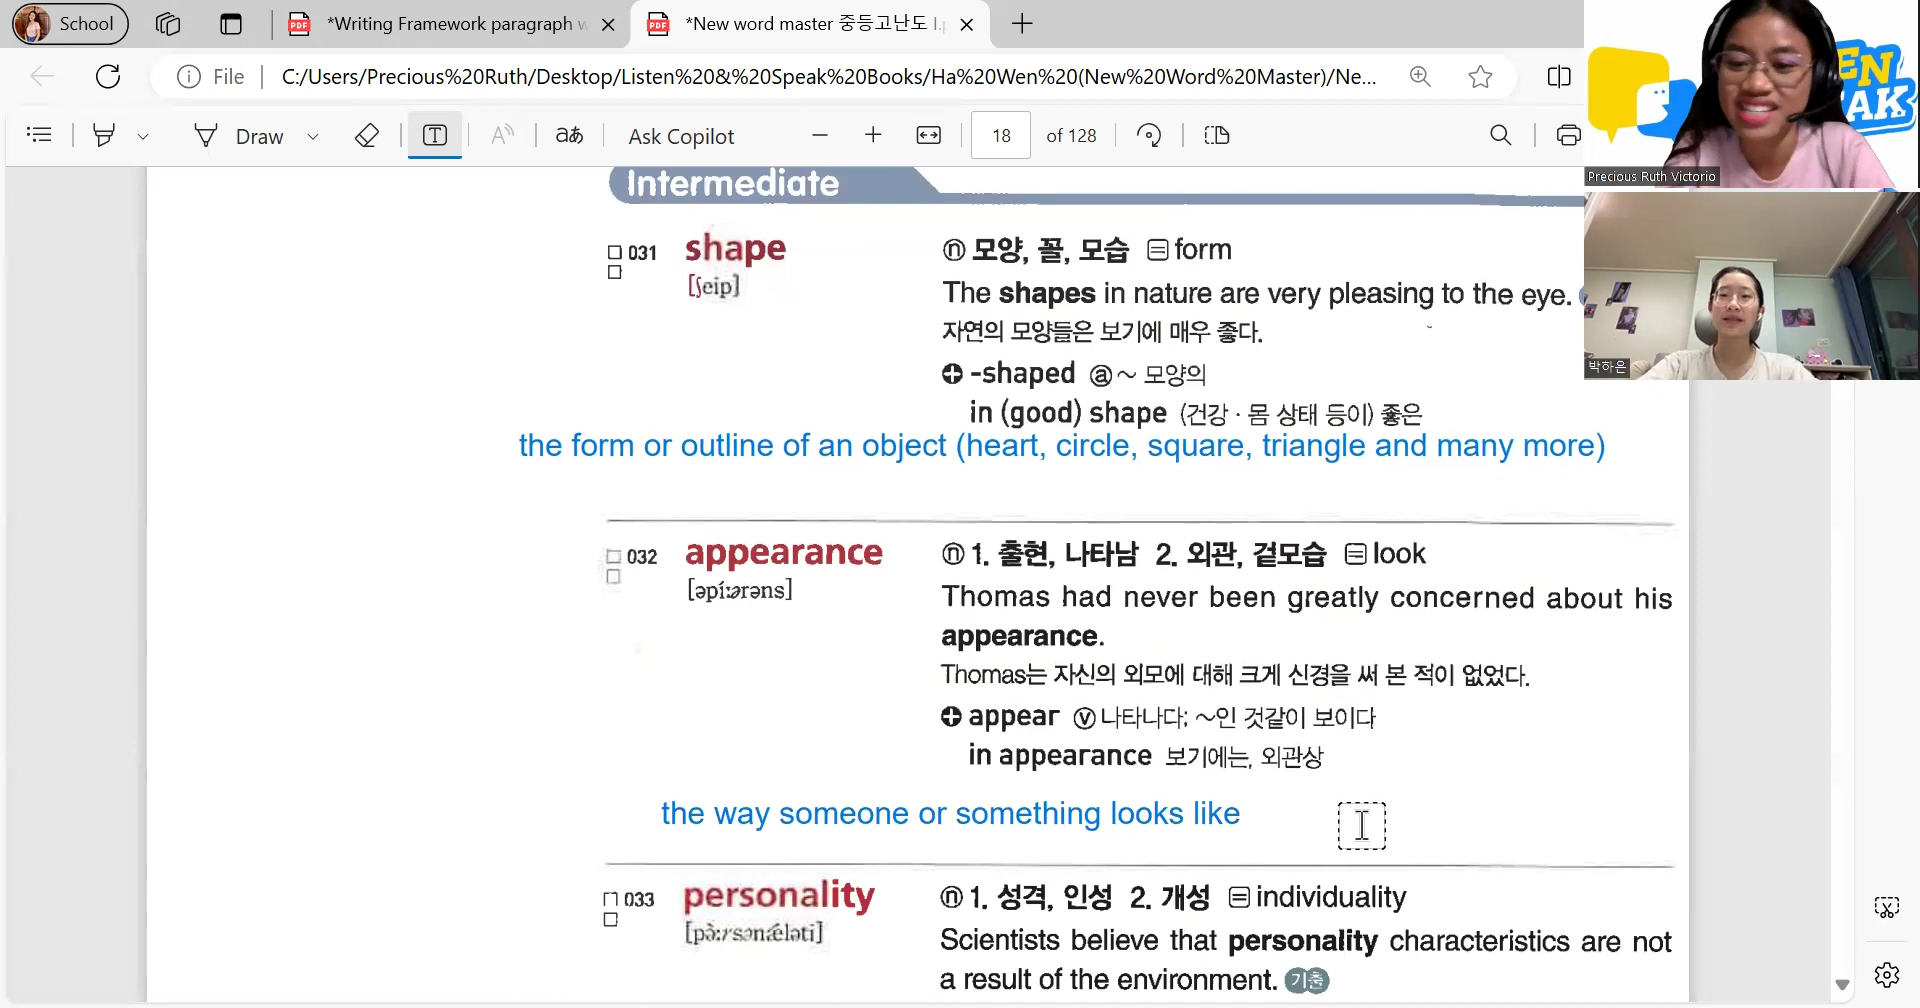 School
*Writing Framework paragraph w
*New word master 중등고난도 I.p
File
C:/Users/Precious%20Ruth/Desktop/Listen%20&%20Speak%20Books/Ha%20Wen%20(New%20Word%20Master)/Ne...
Draw
aあ
Ask Copilot
18 of 128
EN
AK
Precious Ruth Victorio
박하은
Intermediate
031 shape ⓝ 모양, 꼴, 모습 form
[ʃeip] The shapes in nature are very pleasing to the eye.
자연의 모양들은 보기에 매우 좋다.
-shaped ⓐ ~ 모양의
in (good) shape (건강 · 몸 상태 등이) 좋은
the form or outline of an object (heart, circle, square, triangle and many more)
032 appearance ⓝ 1. 출현, 나타남 2. 외관, 겉모습 look
[əpíːərəns] Thomas had never been greatly concerned about his
appearance.
Thomas는 자신의 외모에 대해 크게 신경을 써 본 적이 없었다.
appear ⓥ 나타나다; ~인 것같이 보이다
in appearance 보기에는, 외관상
the way someone or something looks like
033 personality ⓝ 1. 성격, 인성 2. 개성 individuality
[pə̀ːrsənǽləti] Scientists believe that personality characteristics are not
a result of the environment. 기출